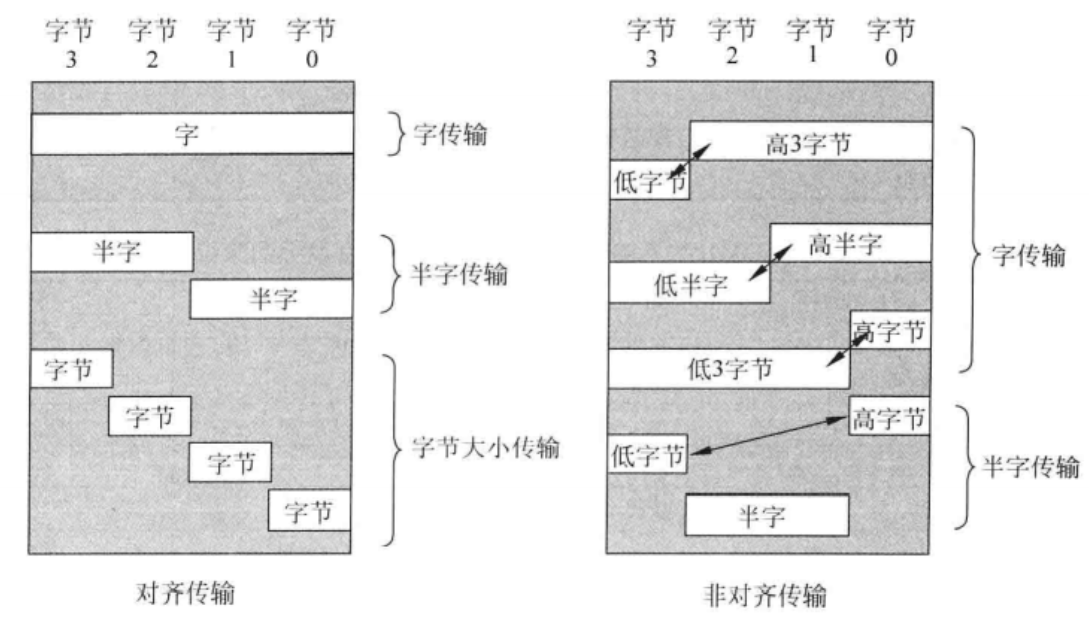 字节 字节 字节 字节
3 2 1 0
字
字传输
半字
半字
半字传输
字节
字节
字节
字节
字节大小传输
对齐传输
字节 字节 字节 字节
3 2 1 0
高3字节
低字节
高半字
低半字
高字节
低3字节
字传输
高字节
低字节
半字
半字传输
非对齐传输